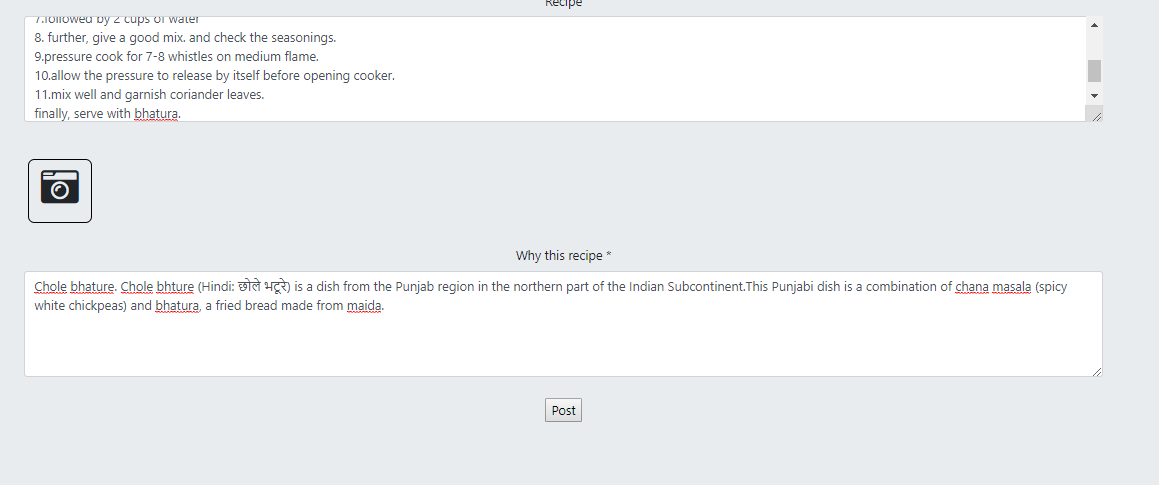 Recipe
7.followed by 2 cups of water
8. further, give a good mix. and check the seasonings.
9.pressure cook for 7-8 whistles on medium flame.
10.allow the pressure to release by itself before opening cooker.
11.mix well and garnish coriander leaves.
finally, serve with bhatura.
Why this recipe *
Chole bhature. Chole bhture (Hindi: छोले भटूरे) is a dish from the Punjab region in the northern part of the Indian Subcontinent.This Punjabi dish is a combination of chana masala (spicy
white chickpeas) and bhatura, a fried bread made from maida.
Post